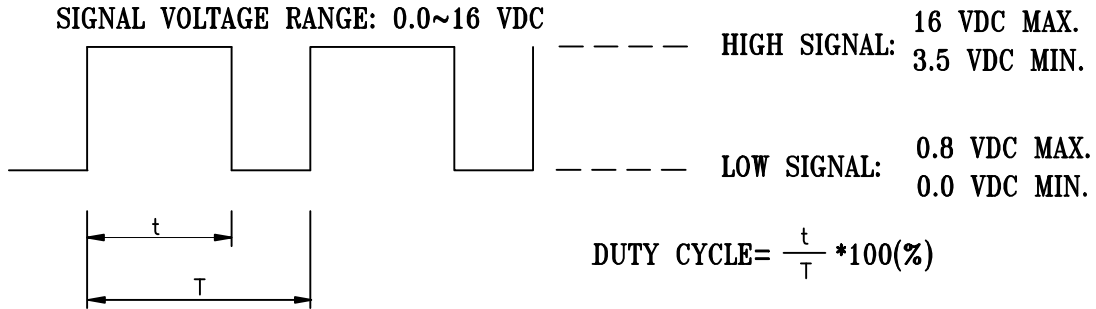 SIGNAL VOLTAGE RANGE: 0.0~16 VDC
HIGH SIGNAL: 16 VDC MAX.
3.5 VDC MIN.
LOW SIGNAL: 0.8 VDC MAX.
0.0 VDC MIN.
t
T
DUTY CYCLE= t/T *100(%)